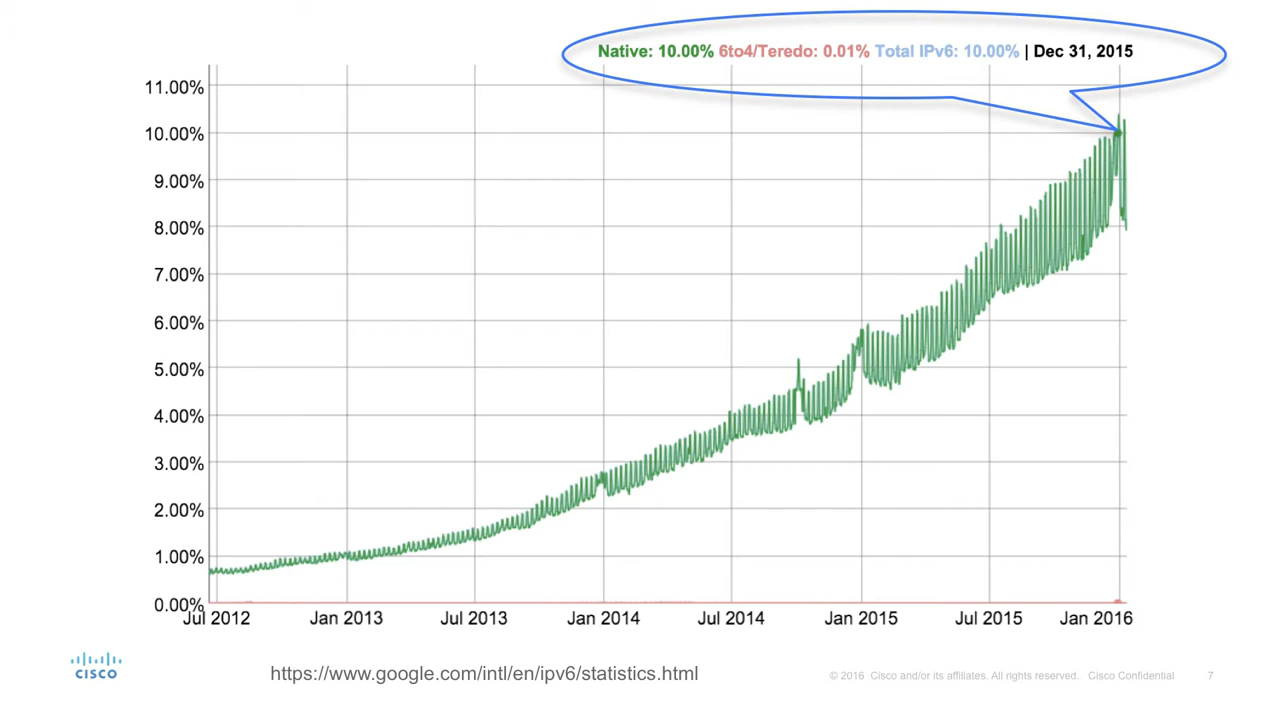 Native: 10.00% 6to4/Teredo: 0.01% Total IPv6: 10.00% | Dec 31, 2015
11.00%
10.00%
9.00%
8.00%
7.00%
6.00%
5.00%
4.00%
3.00%
2.00%
1.00%
0.00%
Jul 2012 Jan 2013 Jul 2013 Jan 2014 Jul 2014 Jan 2015 Jul 2015 Jan 2016
CISCO
https://www.google.com/intl/en/ipv6/statistics.html
© 2016 Cisco and/or its affiliates. All rights reserved. Cisco Confidential 7